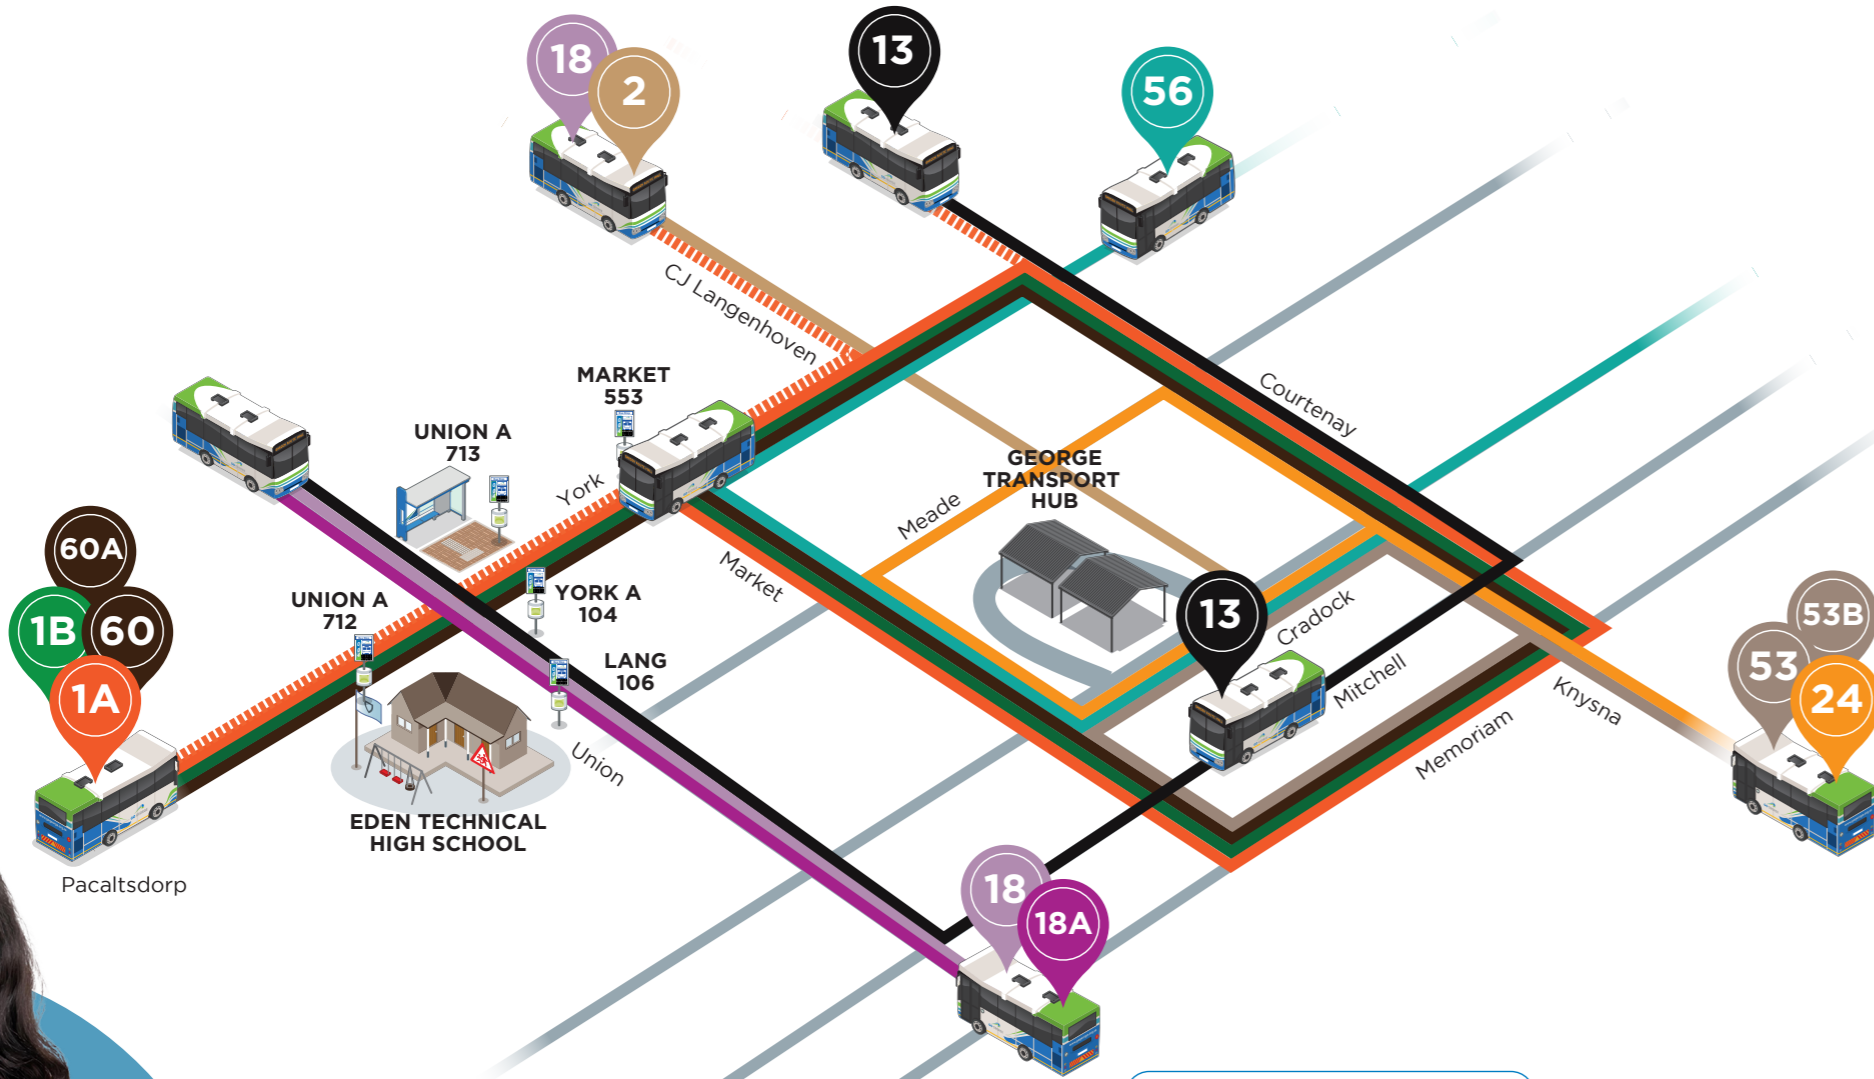 18
2
13
56
CJ Langenhoven
Courtenay
MARKET
553
UNION A
713
York
GEORGE
TRANSPORT
HUB
Meade
Market
60A
1B
60
1A
UNION A
712
YORK A
104
LANG
106
13
Cradock
Mitchell
Knysna
Memoriam
53B
53
24
Union
EDEN TECHNICAL
HIGH SCHOOL
Pacaltsdorp
18
18A